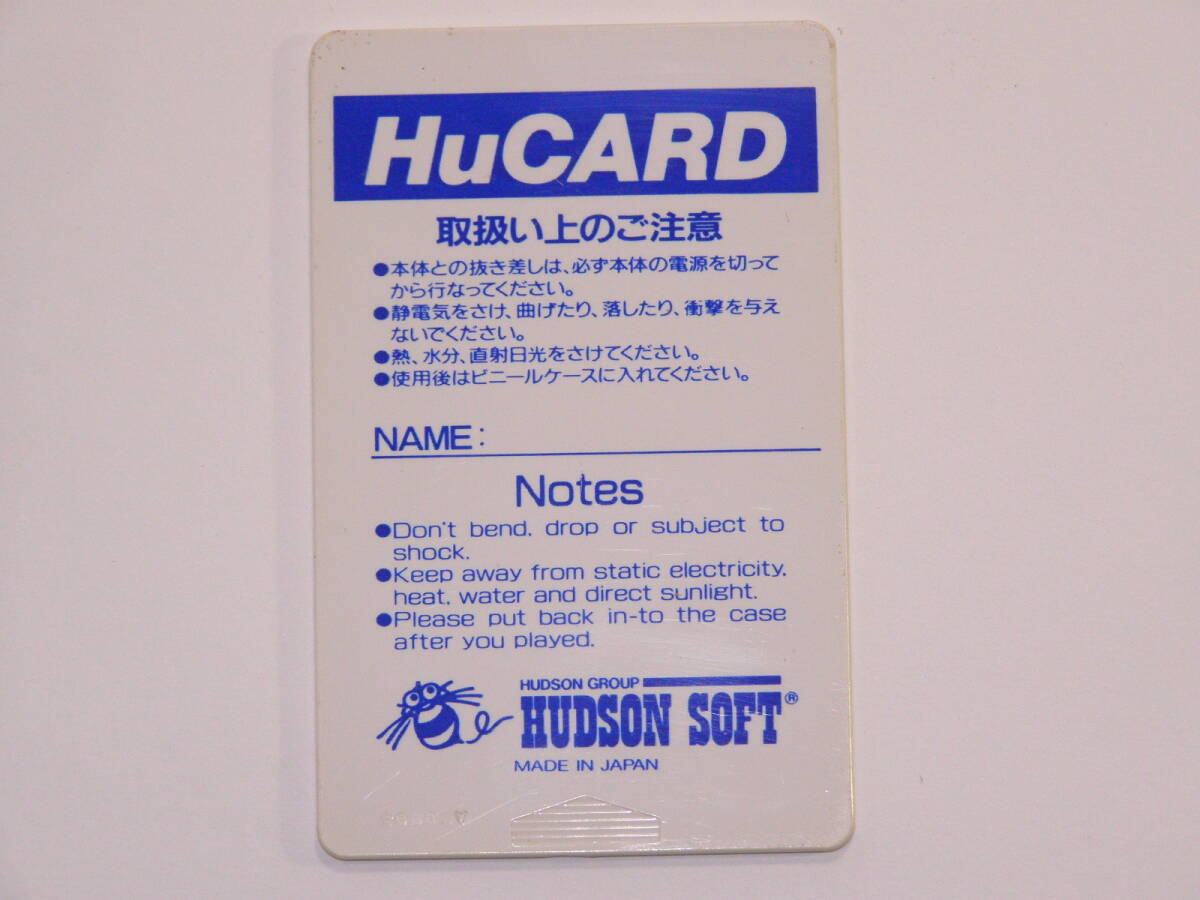 HuCARD
取扱い上のご注意
●本体との抜き差しは、必ず本体の電源を切って
から行なってください。
●静電気をさけ、曲げたり、落したり、衝撃を与え
ないでください。
●熱、水分、直射日光をさけてください。
●使用後はビニールケースに入れてください。
NAME:
Notes
●Don't bend, drop or subject to
shock.
●Keep away from static electricity,
heat, water and direct sunlight.
●Please put back in-to the case
after you played.
HUDSON GROUP
HUDSON SOFT®
MADE IN JAPAN